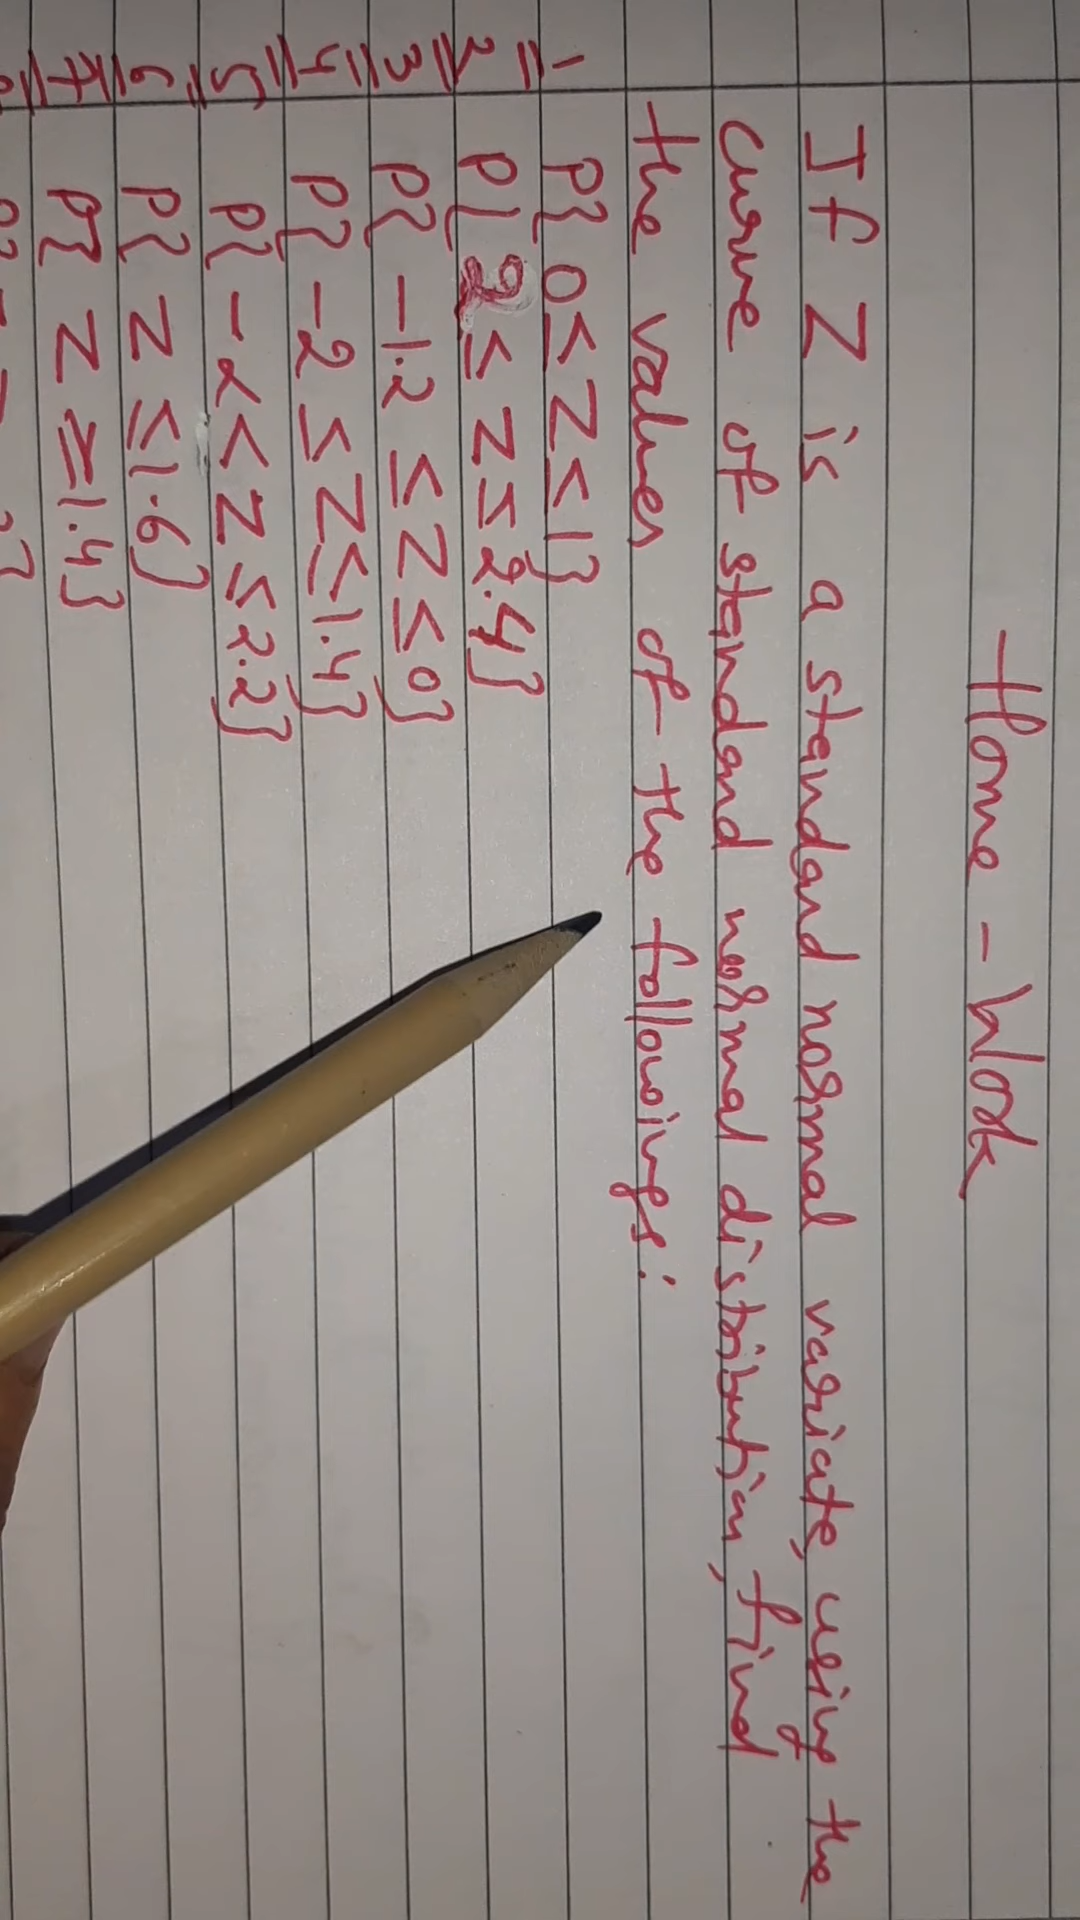 Home - Work
If Z is a standard normal variate, using the
curve of standard normal distribution, find
the values of the followings:
1 P{ 0 ≤ Z ≤ 1}
2 P{ 2 ≤ Z ≤ 2.4}
3 P{ -1.2 ≤ Z ≤ 0}
4 P{ -2 ≤ Z ≤ 1.4}
5 P{ -2 < Z ≤ 2.2}
6 P{ Z ≤ 1.6}
7 P{ Z ≥ 1.4}